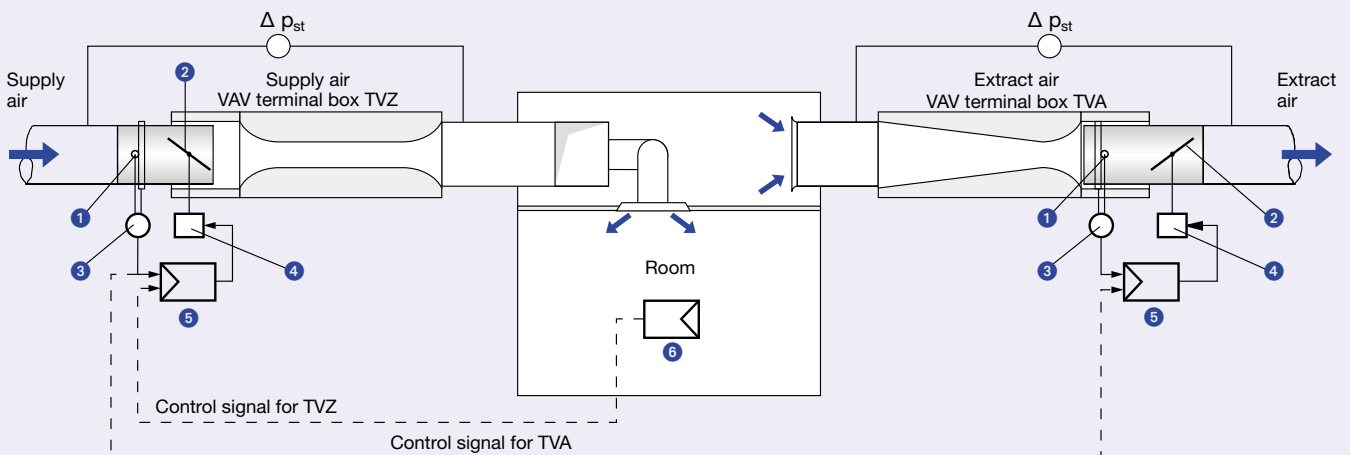 Δ pst
Δ pst
Supply
air
2
Supply air
VAV terminal box TVZ
Extract air
VAV terminal box TVA
Extract
air
1
3
4
5
Room
6
1
2
3
4
5
Control signal for TVZ
Control signal for TVA